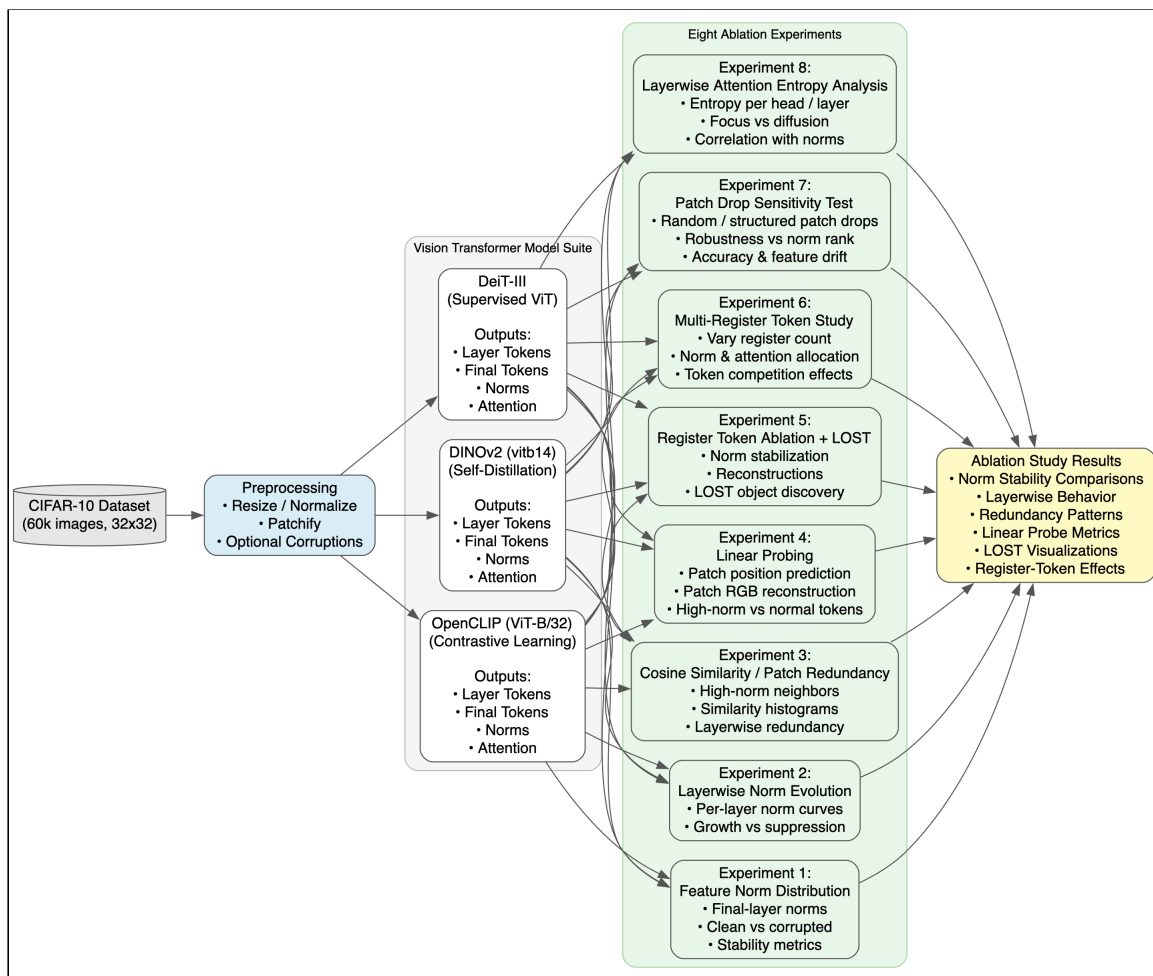 CIFAR-10 Dataset
(60k images, 32x32)
Preprocessing
• Resize / Normalize
• Patchify
• Optional Corruptions
Vision Transformer Model Suite
DeiT-III
(Supervised ViT)
Outputs:
• Layer Tokens
• Final Tokens
• Norms
• Attention
DINOv2 (vitb14)
(Self-Distillation)
Outputs:
• Layer Tokens
• Final Tokens
• Norms
• Attention
OpenCLIP (ViT-B/32)
(Contrastive Learning)
Outputs:
• Layer Tokens
• Final Tokens
• Norms
• Attention
Eight Ablation Experiments
Experiment 8:
Layerwise Attention Entropy Analysis
• Entropy per head / layer
• Focus vs diffusion
• Correlation with norms
Experiment 7:
Patch Drop Sensitivity Test
• Random / structured patch drops
• Robustness vs norm rank
• Accuracy & feature drift
Experiment 6:
Multi-Register Token Study
• Vary register count
• Norm & attention allocation
• Token competition effects
Experiment 5:
Register Token Ablation + LOST
• Norm stabilization
• Reconstructions
• LOST object discovery
Experiment 4:
Linear Probing
• Patch position prediction
• Patch RGB reconstruction
• High-norm vs normal tokens
Experiment 3:
Cosine Similarity / Patch Redundancy
• High-norm neighbors
• Similarity histograms
• Layerwise redundancy
Experiment 2:
Layerwise Norm Evolution
• Per-layer norm curves
• Growth vs suppression
Experiment 1:
Feature Norm Distribution
• Final-layer norms
• Clean vs corrupted
• Stability metrics
Ablation Study Results
• Norm Stability Comparisons
• Layerwise Behavior
• Redundancy Patterns
• Linear Probe Metrics
• LOST Visualizations
• Register-Token Effects